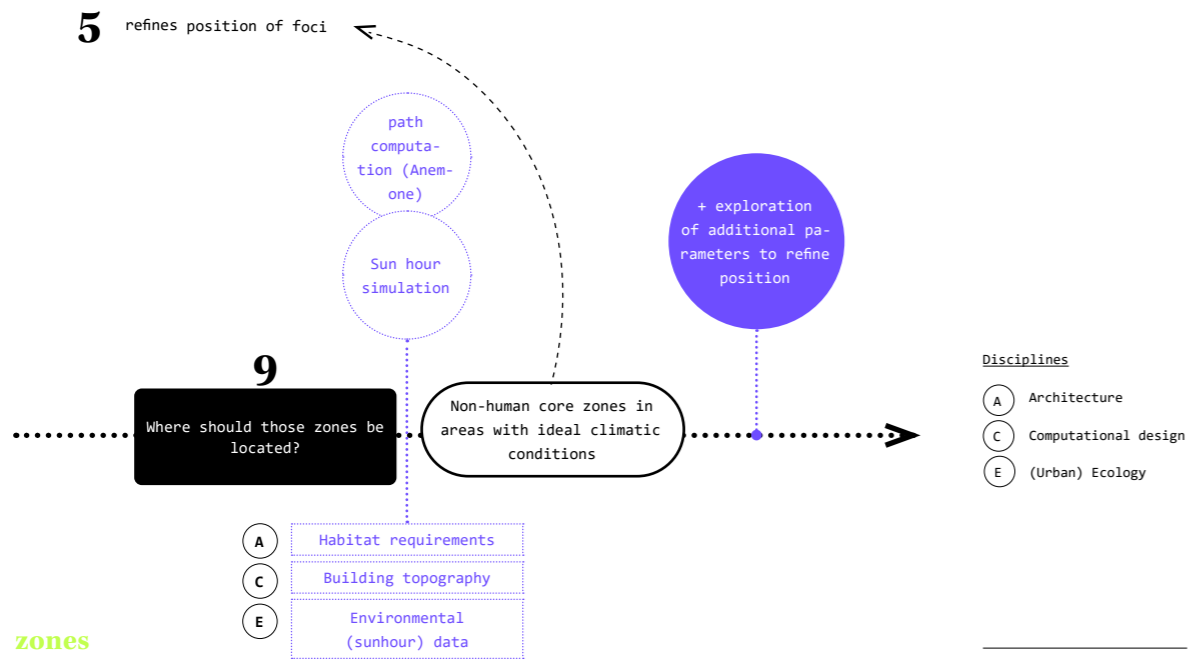 5 refines position of foci
path
computa-
tion (Anem-
one)
Sun hour
simulation
+ exploration
of additional pa-
rameters to refine
position
9
Where should those zones be
located?
Non-human core zones in
areas with ideal climatic
conditions
Disciplines
A Architecture
C Computational design
E (Urban) Ecology
A Habitat requirements
C Building topography
E Environmental
(sunhour) data
zones